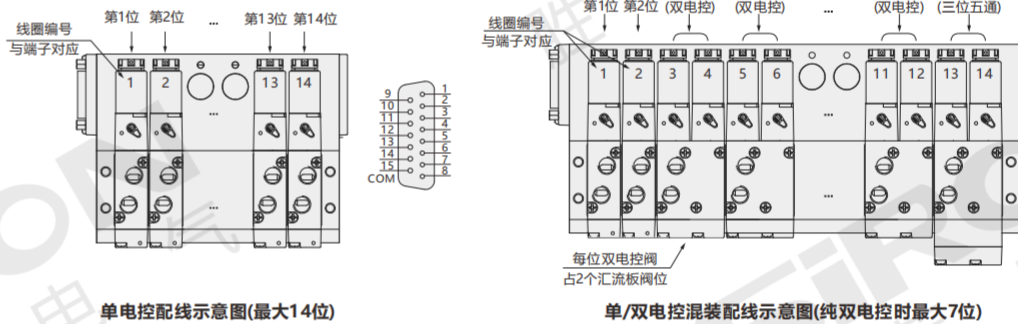 第1位 第2位 ... 第13位 第14位
线圈编号
与端子对应
1 2 ... 13 14
...
9 1
10 2
11 3
12 4
13 5
14 6
15 7
COM 8
单电控配线示意图(最大14位)
第1位 第2位 (双电控) (双电控) ... (双电控) (三位五通)
线圈编号
与端子对应
1 2 3 4 5 6 ... 11 12 13 14
...
每位双电控阀
占2个汇流板阀位
单/双电控混装配线示意图(纯双电控时最大7位)
电气